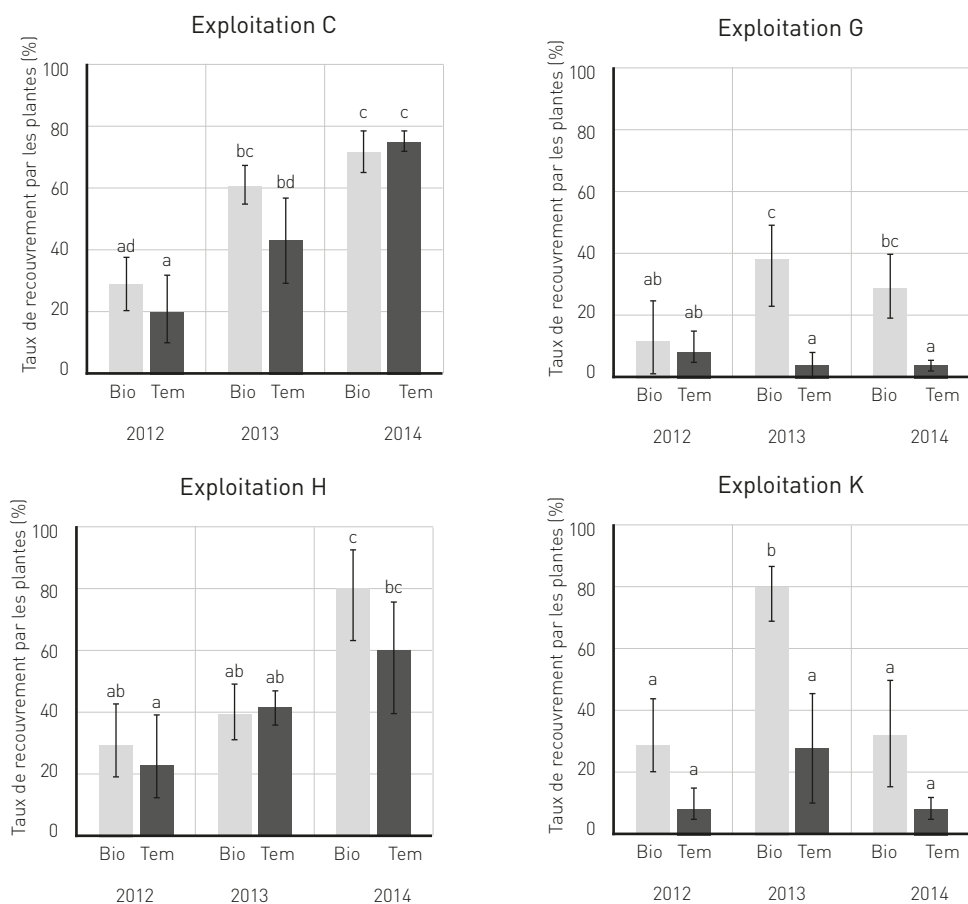 Exploitation C
Taux de recouvrement par les plantes (%)
100
80
60
40
20
0
ad
a
bc
bd
c
c
Bio Tem Bio Tem Bio Tem
2012 2013 2014
Exploitation G
Taux de recouvrement par les plantes (%)
100
80
60
40
20
0
ab
ab
c
a
bc
a
Bio Tem Bio Tem Bio Tem
2012 2013 2014
Exploitation H
Taux de recouvrement par les plantes (%)
100
80
60
40
20
0
ab
a
ab
ab
c
bc
Bio Tem Bio Tem Bio Tem
2012 2013 2014
Exploitation K
Taux de recouvrement par les plantes (%)
100
80
60
40
20
0
a
a
b
a
a
a
Bio Tem Bio Tem Bio Tem
2012 2013 2014